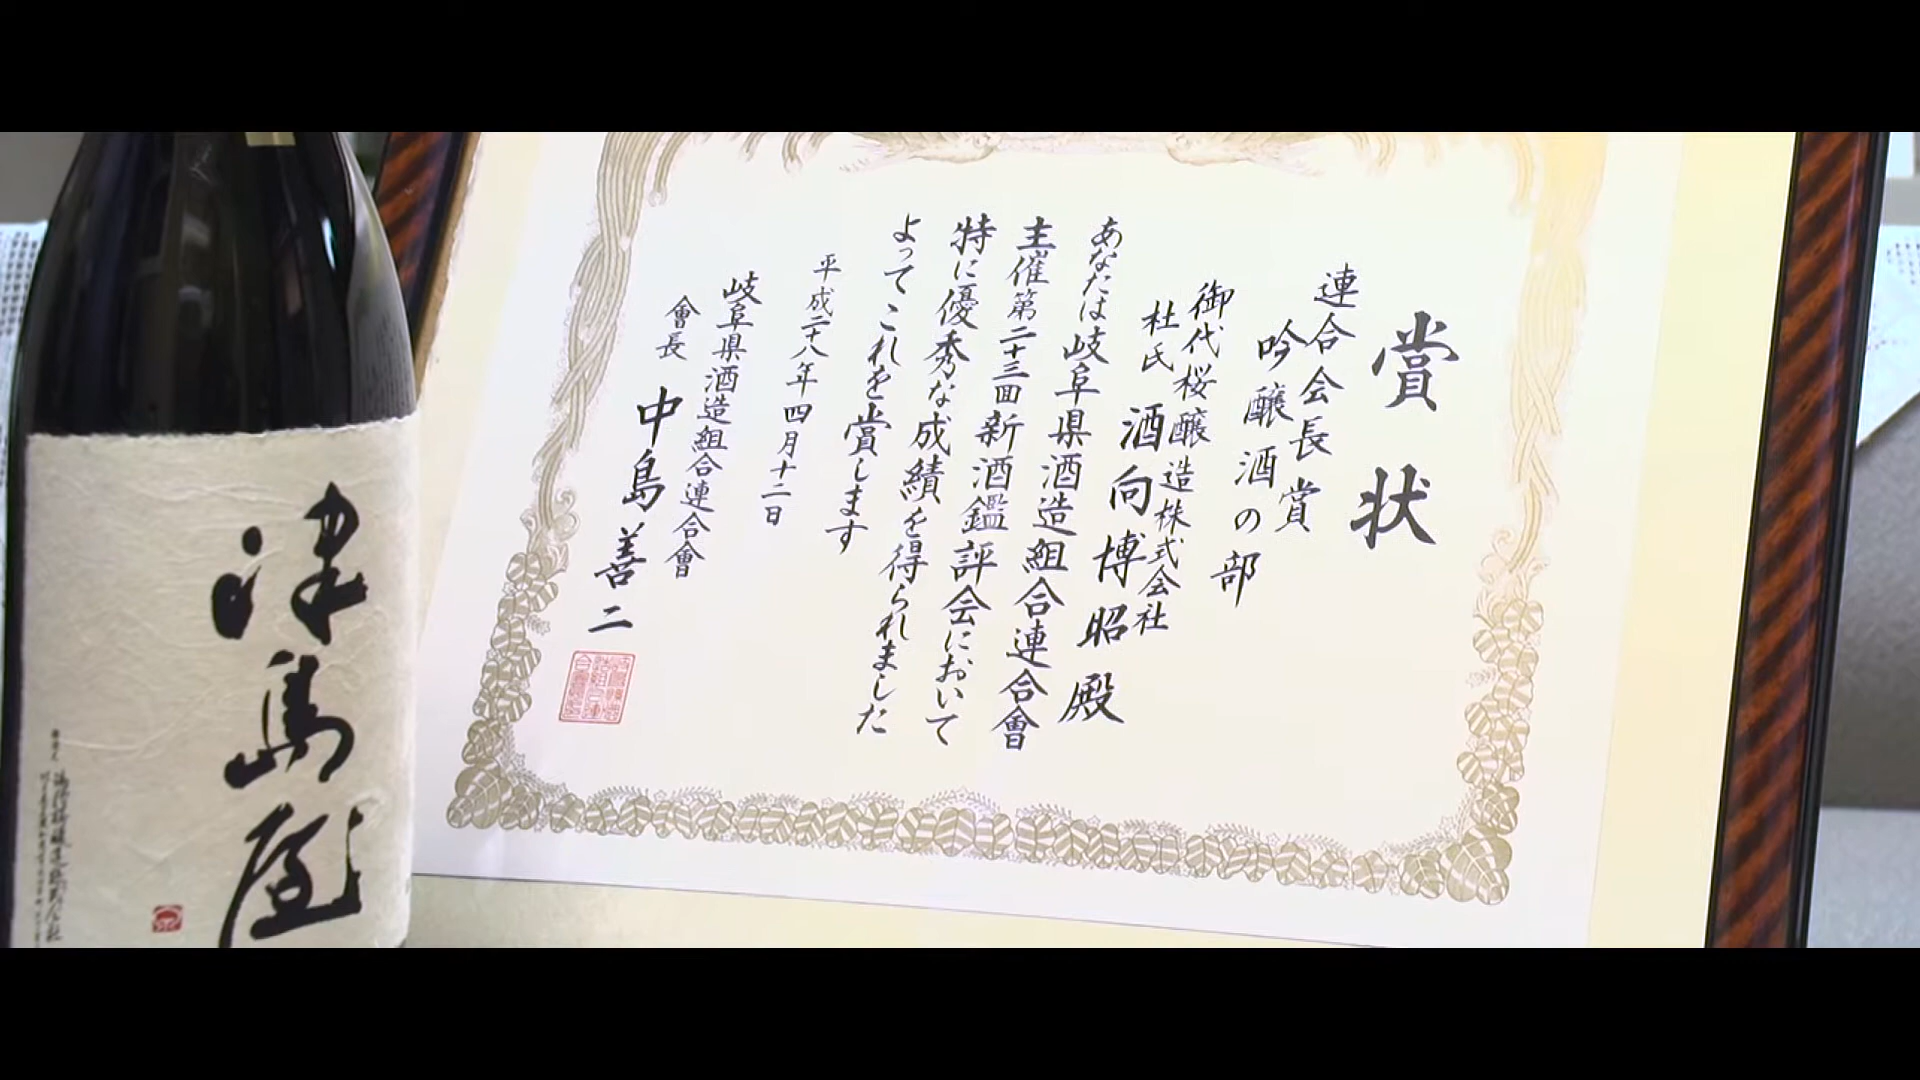 賞状
連合会長賞
吟醸酒の部
御代桜醸造株式会社
杜氏 酒向博昭殿
あなたは岐阜県酒造組合連合會
主催第二十三回新酒鑑評会において
特に優秀な成績を得られました
よってこれを賞します
平成二十八年四月十二日
岐阜県酒造組合連合會
會長 中島善二
津島屋